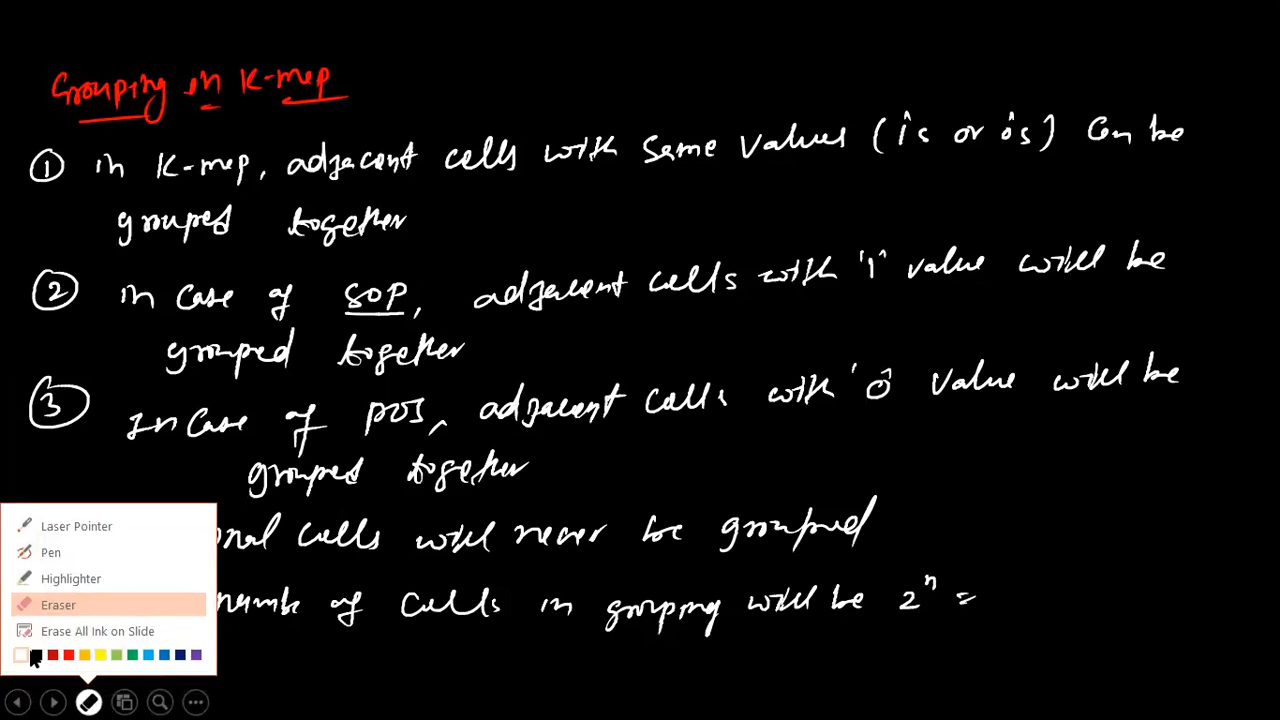 Grouping in K-map
① in K-map, adjacent cells with same values (1's or 0's) Can be
grouped together
② in case of SOP, adjacent cells with '1' value will be
grouped together
③ In case of POS, adjacent cells with '0' value will be
grouped together
onal cells will never be grouped
numbe of cells in grouping will be 2ⁿ =
Laser Pointer
Pen
Highlighter
Eraser
Erase All Ink on Slide